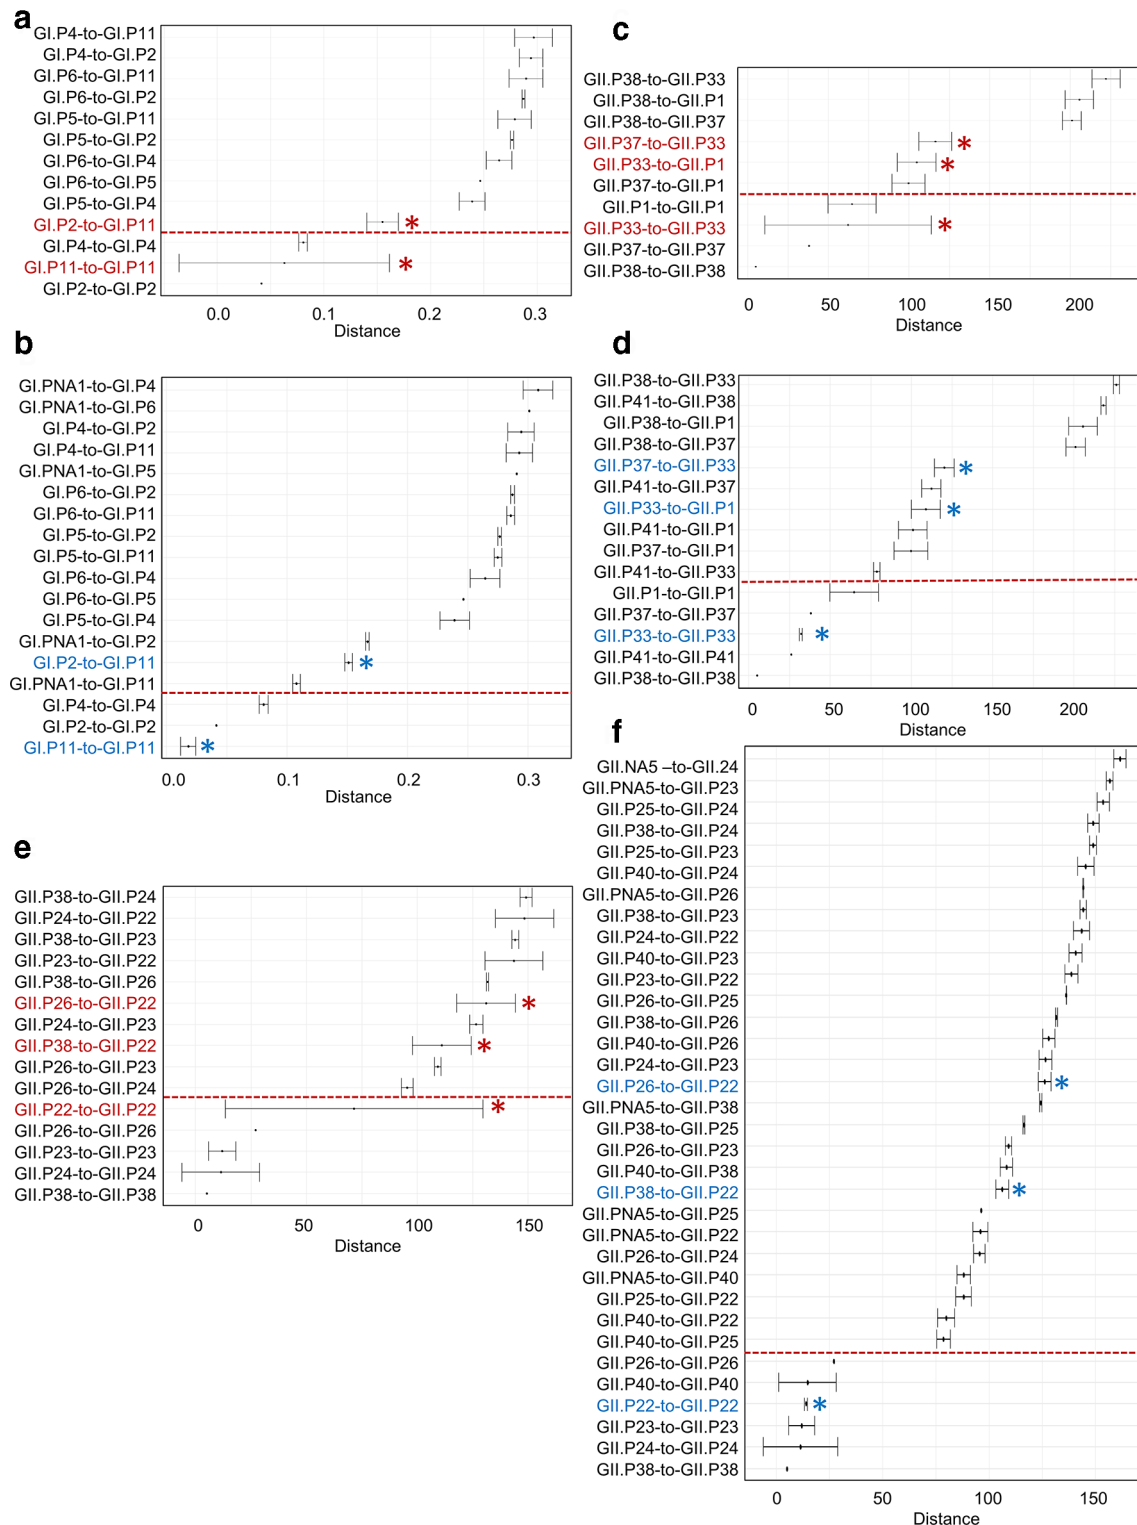 a
GI.P4-to-GI.P11
GI.P4-to-GI.P2
GI.P6-to-GI.P11
GI.P6-to-GI.P2
GI.P5-to-GI.P11
GI.P5-to-GI.P2
GI.P6-to-GI.P4
GI.P6-to-GI.P5
GI.P5-to-GI.P4
GI.P2-to-GI.P11 *
GI.P4-to-GI.P4
GI.P11-to-GI.P11 *
GI.P2-to-GI.P2
0.0 0.1 0.2 0.3
Distance
b
GI.PNA1-to-GI.P4
GI.PNA1-to-GI.P6
GI.P4-to-GI.P2
GI.P4-to-GI.P11
GI.PNA1-to-GI.P5
GI.P6-to-GI.P2
GI.P6-to-GI.P11
GI.P5-to-GI.P2
GI.P5-to-GI.P11
GI.P6-to-GI.P4
GI.P6-to-GI.P5
GI.P5-to-GI.P4
GI.PNA1-to-GI.P2
GI.P2-to-GI.P11 *
GI.PNA1-to-GI.P11
GI.P4-to-GI.P4
GI.P2-to-GI.P2
GI.P11-to-GI.P11 *
0.0 0.1 0.2 0.3
Distance
c
GII.P38-to-GII.P33
GII.P38-to-GII.P1
GII.P38-to-GII.P37
GII.P37-to-GII.P33 *
GII.P33-to-GII.P1 *
GII.P37-to-GII.P1
GII.P1-to-GII.P1
GII.P33-to-GII.P33 *
GII.P37-to-GII.P37
GII.P38-to-GII.P38
0 50 100 150 200
Distance
d
GII.P38-to-GII.P33
GII.P41-to-GII.P38
GII.P38-to-GII.P1
GII.P38-to-GII.P37
GII.P37-to-GII.P33 *
GII.P41-to-GII.P37
GII.P33-to-GII.P1 *
GII.P41-to-GII.P1
GII.P37-to-GII.P1
GII.P41-to-GII.P33
GII.P1-to-GII.P1
GII.P37-to-GII.P37
GII.P33-to-GII.P33 *
GII.P41-to-GII.P41
GII.P38-to-GII.P38
0 50 100 150 200
Distance
e
GII.P38-to-GII.P24
GII.P24-to-GII.P22
GII.P38-to-GII.P23
GII.P23-to-GII.P22
GII.P38-to-GII.P26
GII.P26-to-GII.P22 *
GII.P24-to-GII.P23
GII.P38-to-GII.P22 *
GII.P26-to-GII.P23
GII.P26-to-GII.P24
GII.P22-to-GII.P22 *
GII.P26-to-GII.P26
GII.P23-to-GII.P23
GII.P24-to-GII.P24
GII.P38-to-GII.P38
0 50 100 150
Distance
f
GII.NA5 –to-GII.24
GII.PNA5-to-GII.P23
GII.P25-to-GII.P24
GII.P38-to-GII.P24
GII.P25-to-GII.P23
GII.P40-to-GII.P24
GII.PNA5-to-GII.P26
GII.P38-to-GII.P23
GII.P24-to-GII.P22
GII.P40-to-GII.P23
GII.P23-to-GII.P22
GII.P26-to-GII.P25
GII.P38-to-GII.P26
GII.P40-to-GII.P26
GII.P24-to-GII.P23
GII.P26-to-GII.P22 *
GII.PNA5-to-GII.P38
GII.P38-to-GII.P25
GII.P26-to-GII.P23
GII.P40-to-GII.P38
GII.P38-to-GII.P22 *
GII.PNA5-to-GII.P25
GII.PNA5-to-GII.P22
GII.P26-to-GII.P24
GII.PNA5-to-GII.P40
GII.P25-to-GII.P22
GII.P40-to-GII.P22
GII.P40-to-GII.P25
GII.P26-to-GII.P26
GII.P40-to-GII.P40
GII.P22-to-GII.P22 *
GII.P23-to-GII.P23
GII.P24-to-GII.P24
GII.P38-to-GII.P38
0 50 100 150
Distance